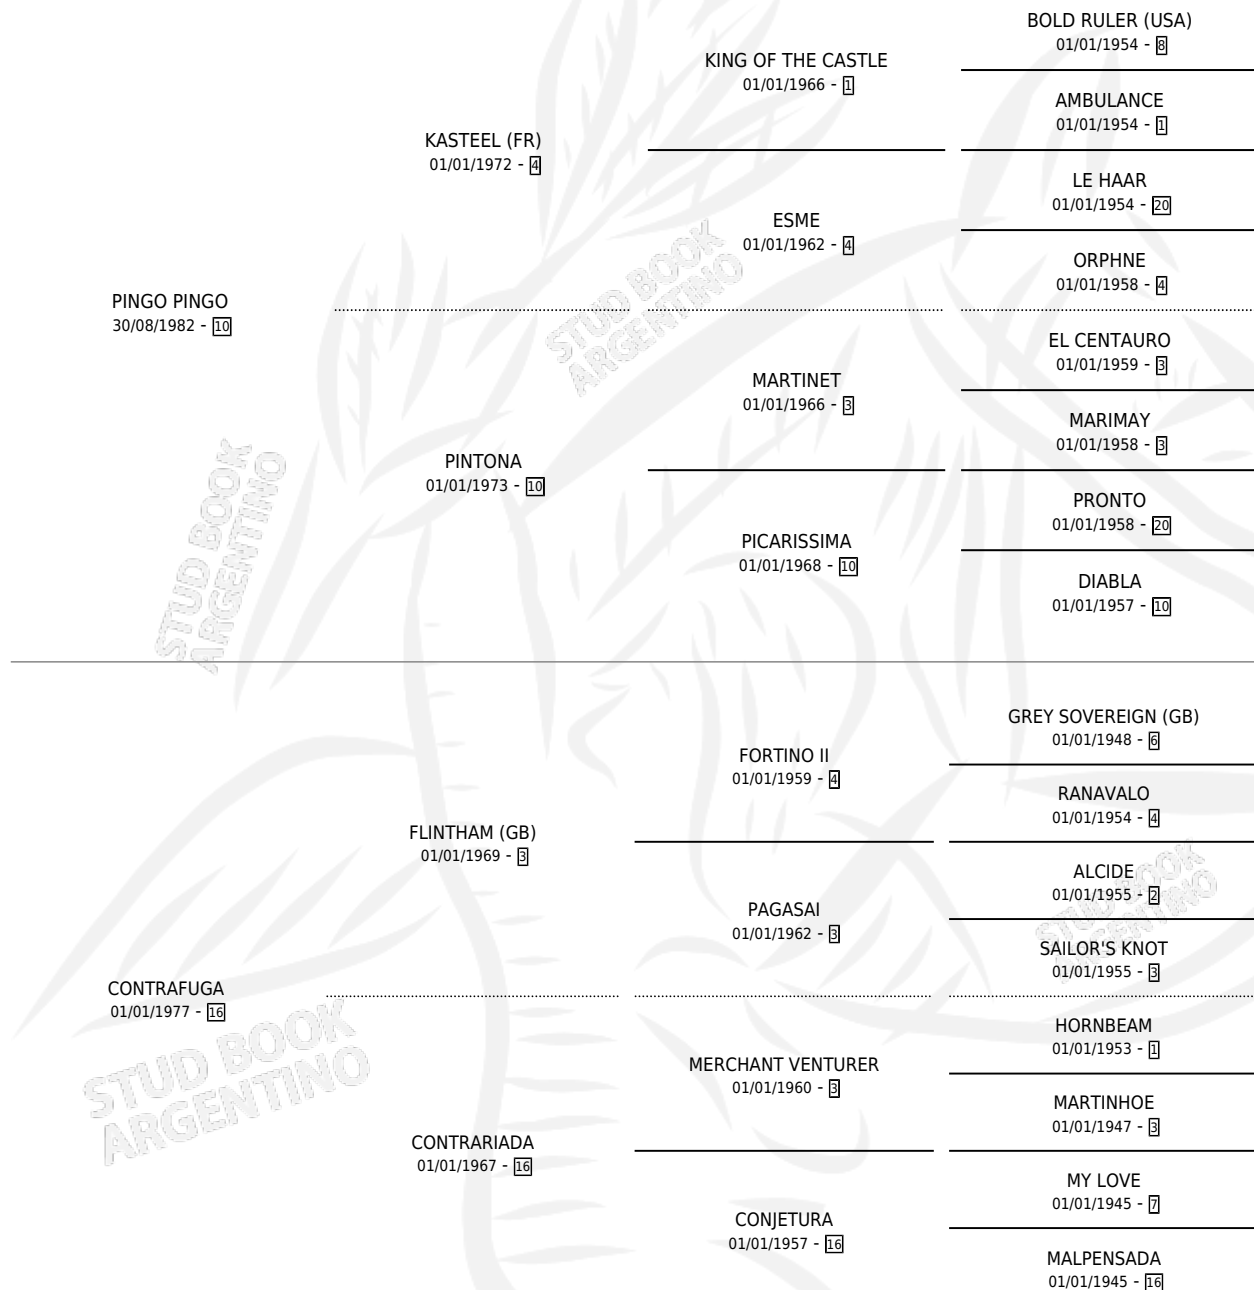 BOLD RULER (USA)
01/01/1954 - 8
KING OF THE CASTLE
01/01/1966 - 1
AMBULANCE
01/01/1954 - 1
KASTEEL (FR)
01/01/1972 - 4
LE HAAR
01/01/1954 - 20
ESME
01/01/1962 - 4
ORPHNE
01/01/1958 - 4
PINGO PINGO
30/08/1982 - 10
EL CENTAURO
01/01/1959 - 3
MARTINET
01/01/1966 - 3
MARIMAY
01/01/1958 - 3
PINTONA
01/01/1973 - 10
PRONTO
01/01/1958 - 20
PICARISSIMA
01/01/1968 - 10
DIABLA
01/01/1957 - 10
STUD BOOK
ARGENTINO
STUD BOOK
ARGENTINO
GREY SOVEREIGN (GB)
01/01/1948 - 6
FORTINO II
01/01/1959 - 4
RANAVALO
01/01/1954 - 4
FLINTHAM (GB)
01/01/1969 - 3
ALCIDE
01/01/1955 - 2
PAGASAI
01/01/1962 - 3
SAILOR'S KNOT
01/01/1955 - 3
STUD BOOK
ARGENTINO
CONTRAFUGA
01/01/1977 - 16
HORNBEAM
01/01/1953 - 1
MERCHANT VENTURER
01/01/1960 - 3
MARTINHOE
01/01/1947 - 3
CONTRARIADA
01/01/1967 - 16
MY LOVE
01/01/1945 - 7
CONJETURA
01/01/1957 - 16
MALPENSADA
01/01/1945 - 16
STUD BOOK
ARGENTINO